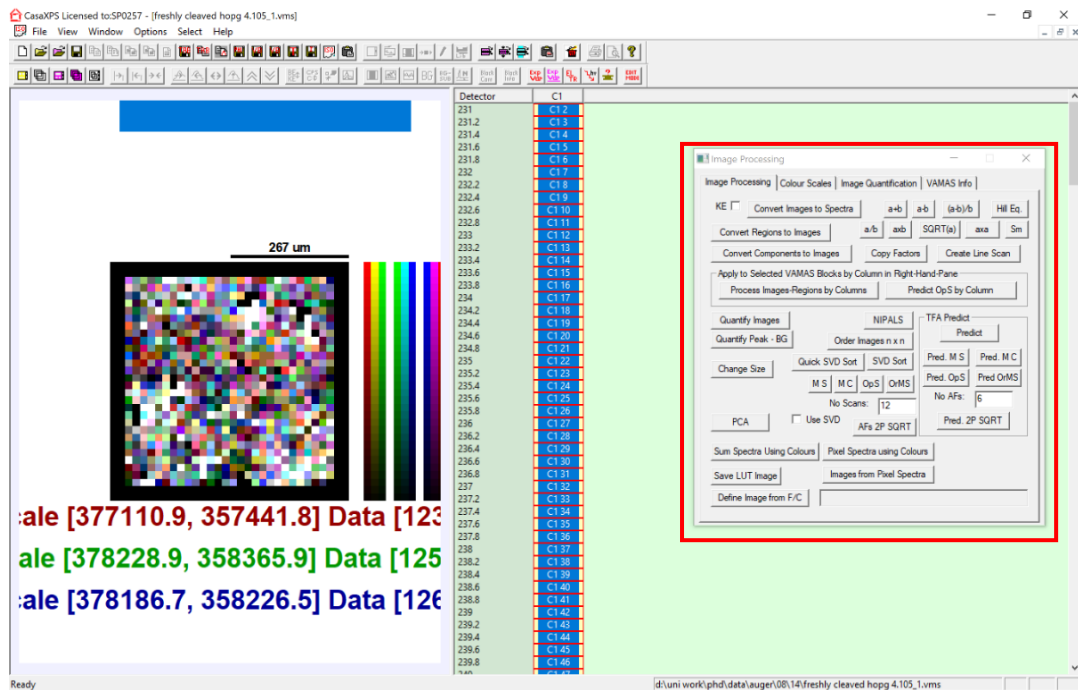 CasaXPS Licensed to:SP0257 - [freshly cleaved hopg 4.105_1.vms]
File View Window Options Select Help
Detector C1
231 C1 2
231.2 C1 3
231.4 C1 4
231.6 C1 5
231.8 C1 6
232 C1 7
232.2 C1 8
232.4 C1 9
232.6 C1 10
232.8 C1 11
233 C1 12
233.2 C1 13
233.4 C1 14
233.6 C1 15
233.8 C1 16
234 C1 17
234.2 C1 18
234.4 C1 19
234.6 C1 20
234.8 C1 21
235 C1 22
235.2 C1 23
235.4 C1 24
235.6 C1 25
235.8 C1 26
236 C1 27
236.2 C1 28
236.4 C1 29
236.6 C1 30
236.8 C1 31
237 C1 32
237.2 C1 33
237.4 C1 34
237.6 C1 35
237.8 C1 36
238 C1 37
238.2 C1 38
238.4 C1 39
238.6 C1 40
238.8 C1 41
239 C1 42
239.2 C1 43
239.4 C1 44
239.6 C1 45
239.8 C1 46
267 um
cale [377110.9, 357441.8] Data [123
ale [378228.9, 358365.9] Data [125
cale [378186.7, 358226.5] Data [126
Image Processing
Image Processing Colour Scales Image Quantification VAMAS Info
KE Convert Images to Spectra a+b a-b (a-b)/b Hill Eq.
Convert Regions to Images a/b axb SQRT(a) axa Sm
Convert Components to Images Copy Factors Create Line Scan
Apply to Selected VAMAS Blocks by Column in Right-Hand-Pane
Process Images-Regions by Columns Predict OpS by Column
Quantify Images NIPALS TFA Predict
Quantify Peak - BG Order Images n x n Predict
Change Size Quick SVD Sort SVD Sort Pred. M S Pred. M C
M S M C OpS OrMS Pred. OpS Pred OrMS
No Scans: 12 No AFs: 6
PCA Use SVD AFs 2P SQRT Pred. 2P SQRT
Sum Spectra Using Colours Pixel Spectra using Colours
Save LUT Image Images from Pixel Spectra
Define Image from F/C
Ready d:\uni work\phd\data\auger\08\14\freshly cleaved hopg 4.105_1.vms